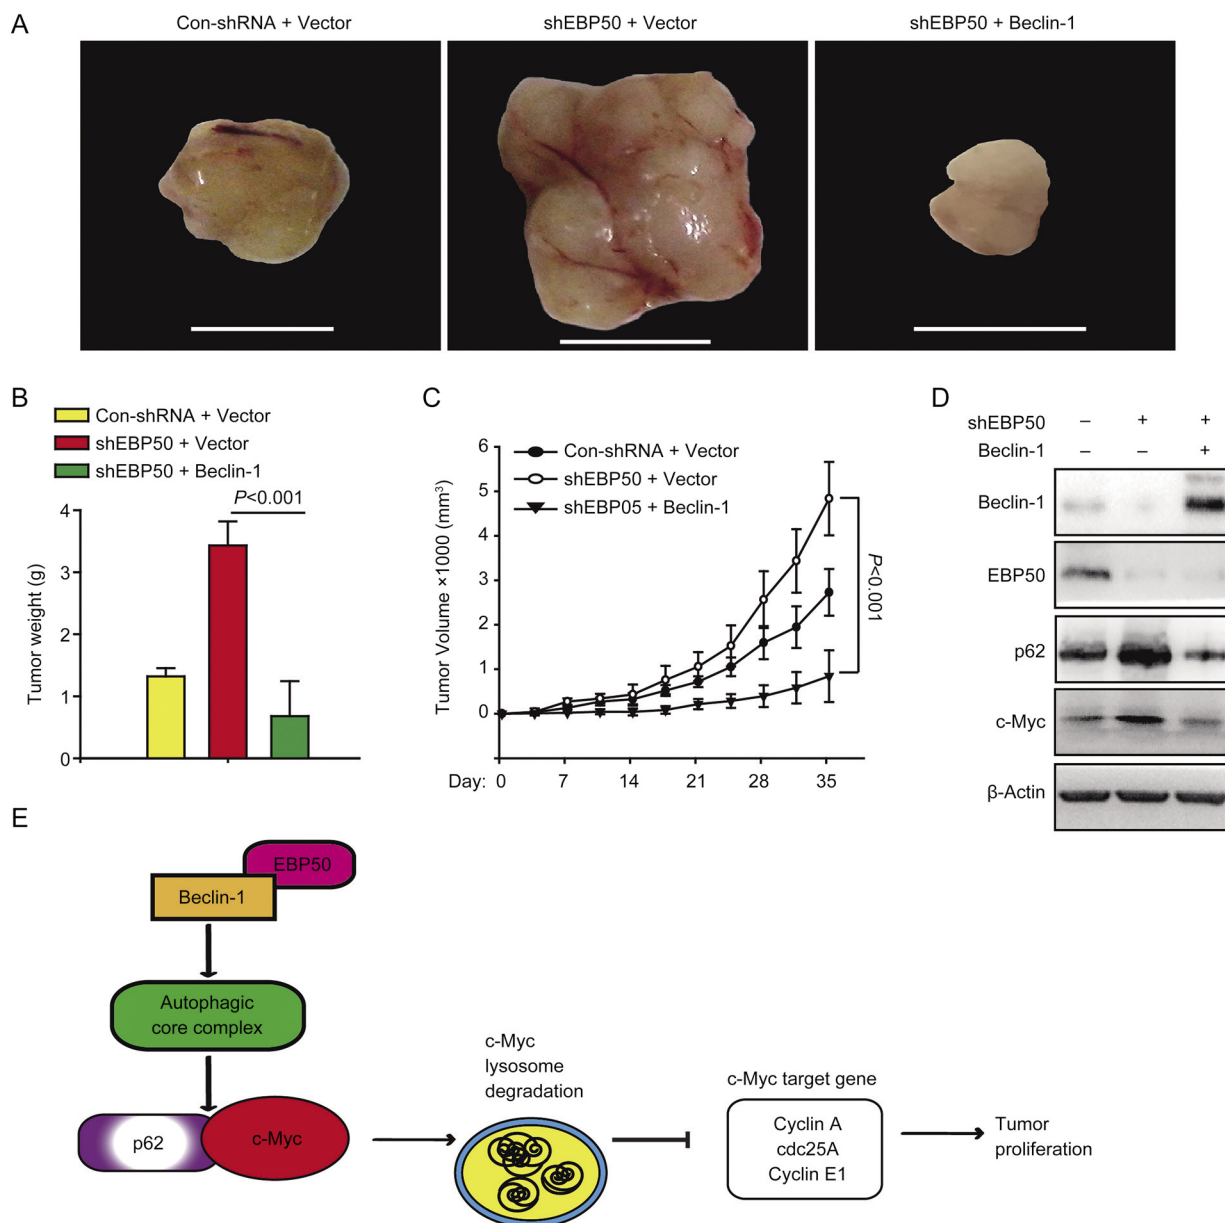 A
Con-shRNA + Vector
shEBP50 + Vector
shEBP50 + Beclin-1
B
Con-shRNA + Vector
shEBP50 + Vector
shEBP50 + Beclin-1
P<0.001
Tumor weight (g)
4
3
2
1
0
C
Con-shRNA + Vector
shEBP50 + Vector
shEBP05 + Beclin-1
Tumor Volume ×1000 (mm³)
6
5
4
3
2
1
0
P<0.001
Day: 0 7 14 21 28 35
D
shEBP50 – + +
Beclin-1 – – +
Beclin-1
EBP50
p62
c-Myc
β-Actin
E
EBP50
Beclin-1
Autophagic
core complex
p62
c-Myc
c-Myc
lysosome
degradation
c-Myc target gene
Cyclin A
cdc25A
Cyclin E1
Tumor
proliferation